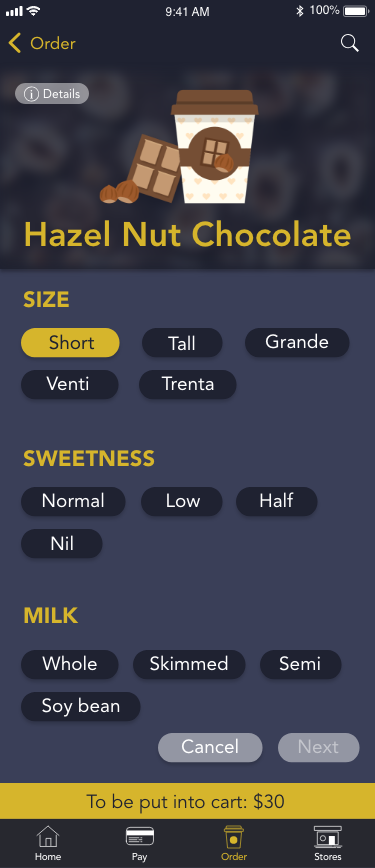 9:41 AM 100%
Order
Details
Hazel Nut Chocolate
SIZE
Short Tall Grande
Venti Trenta
SWEETNESS
Normal Low Half
Nil
MILK
Whole Skimmed Semi
Soy bean
Cancel Next
To be put into cart: $30
Home Pay Order Stores